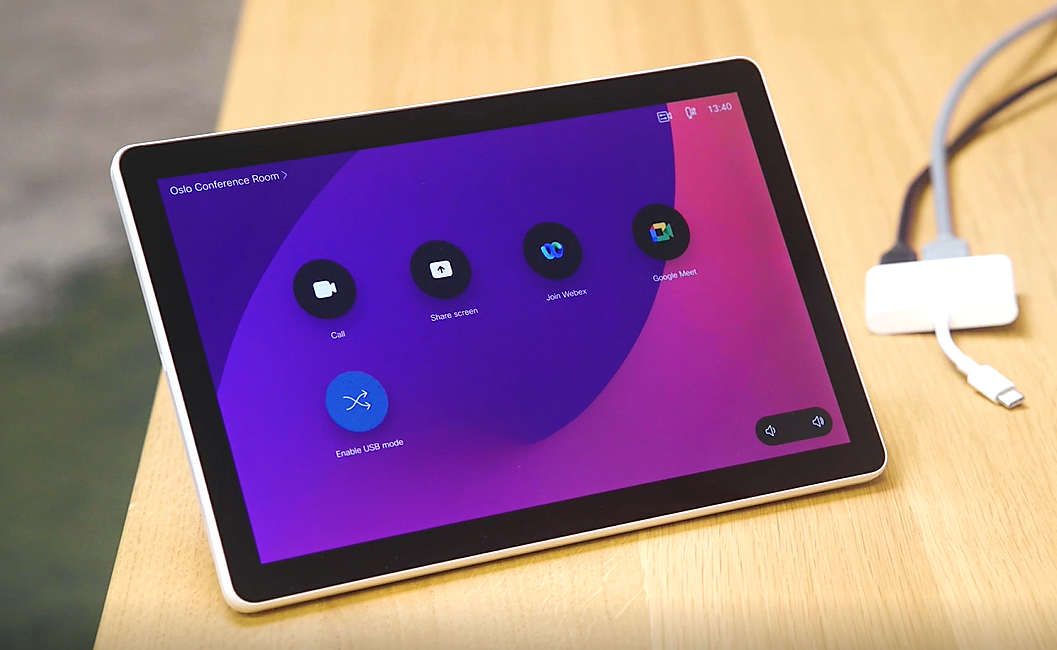 13:40
Oslo Conference Room
Call
Share screen
Join Webex
Google Meet
Enable USB mode